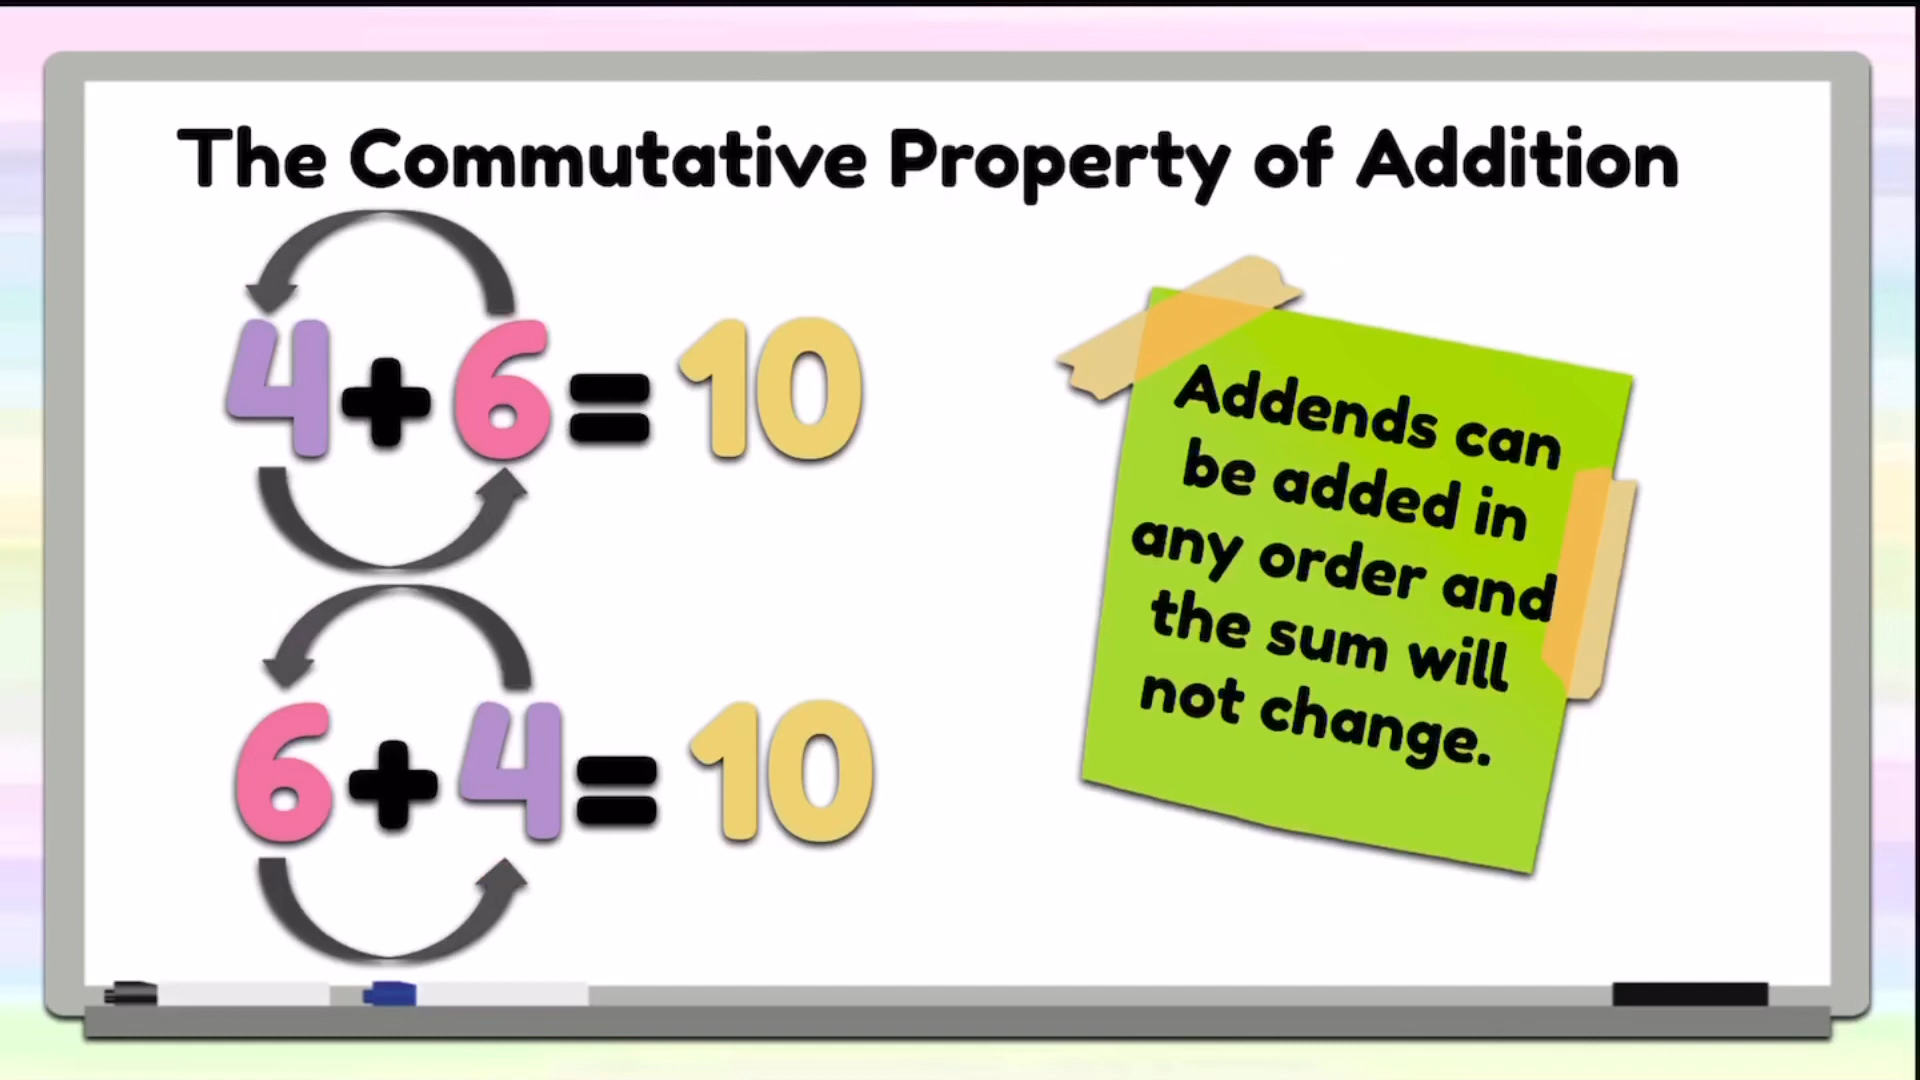 The Commutative Property of Addition
4+6=10
6+4=10
Addends can
be added in
any order and
the sum will
not change.